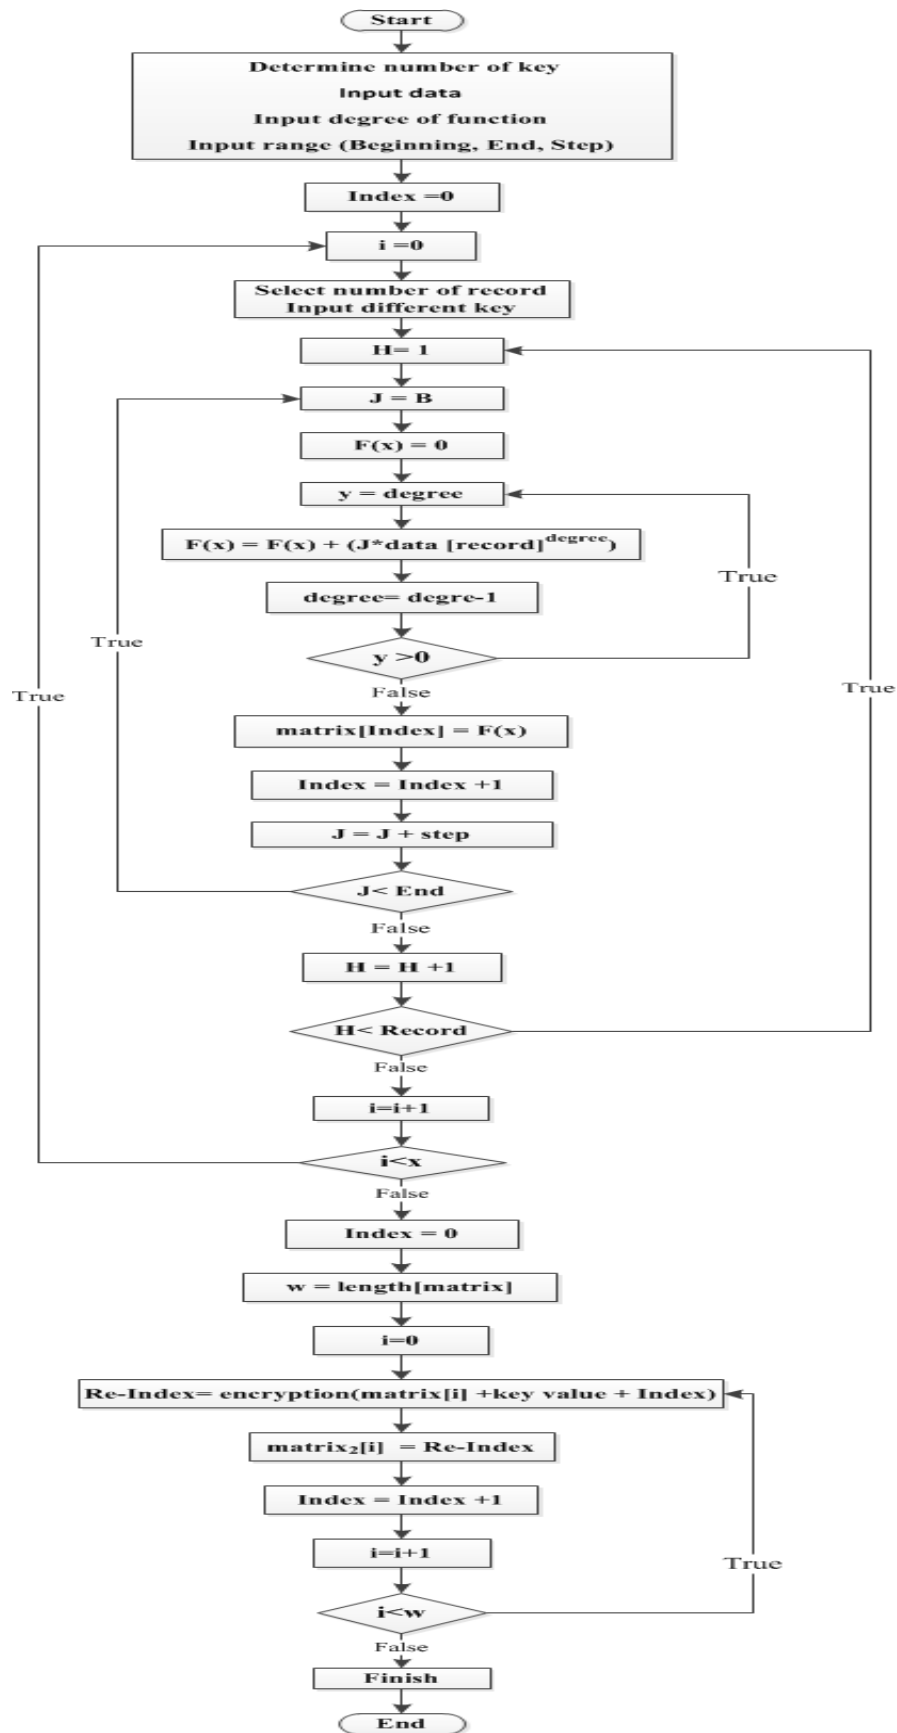 Start
Determine number of key
Input data
Input degree of function
Input range (Beginning, End, Step)
Index =0
i =0
Select number of record
Input different key
H= 1
J = B
F(x) = 0
y = degree
F(x) = F(x) + (J*data [record]^degree)
True
degree= degre-1
True
y >0
False
True
True
matrix[Index] = F(x)
Index = Index +1
J = J + step
J< End
False
H = H +1
H< Record
False
i=i+1
i<x
False
Index = 0
w = length[matrix]
i=0
Re-Index= encryption(matrix[i] +key value + Index)
matrix₂[i] = Re-Index
Index = Index +1
i=i+1
True
i<w
False
Finish
End